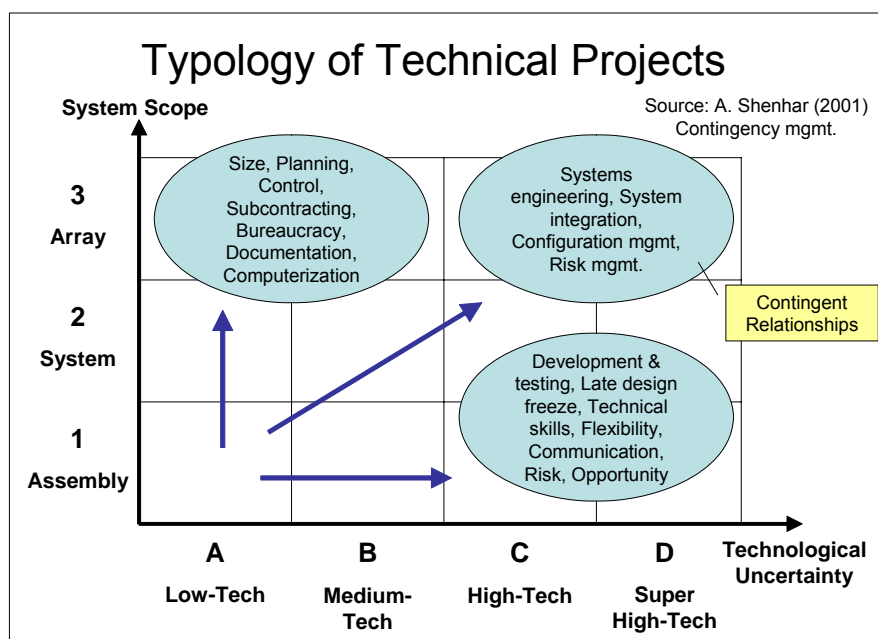 Typology of Technical Projects
System Scope
Source: A. Shenhar (2001)
Contingency mgmt.
3
Array
2
System
1
Assembly
Size, Planning,
Control,
Subcontracting,
Bureaucracy,
Documentation,
Computerization
Systems
engineering, System
integration,
Configuration mgmt,
Risk mgmt.
Contingent
Relationships
Development &
testing, Late design
freeze, Technical
skills, Flexibility,
Communication,
Risk, Opportunity
A
Low-Tech
B
Medium-
Tech
C
High-Tech
D
Super
High-Tech
Technological
Uncertainty